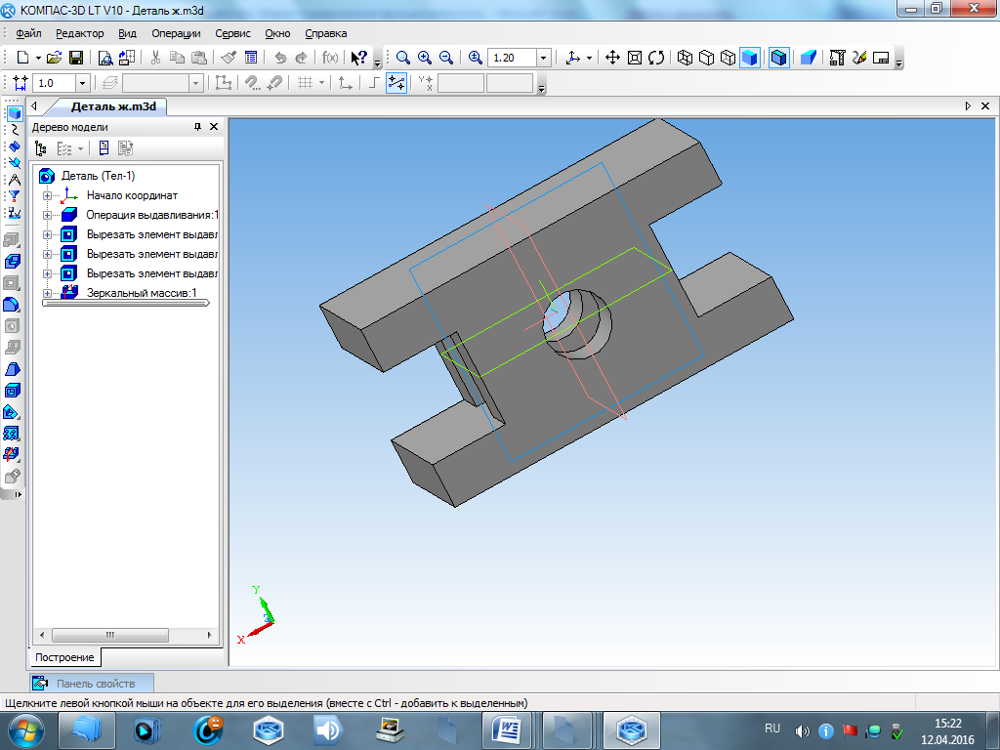 КОМПАС-3D LT V10 - Деталь ж.m3d
Файл Редактор Вид Операции Сервис Окно Справка
1.20
f(x)
1.0
Деталь ж.m3d
Дерево модели
Деталь (Тел-1)
Начало координат
Операция выдавливания:1
Вырезать элемент выдавл
Вырезать элемент выдавл
Вырезать элемент выдавл
Зеркальный массив:1
Y
Z
X
Построение
Панель свойств
Щелкните левой кнопкой мыши на объекте для его выделения (вместе с Ctrl - добавить к выделенным)
RU
15:22
12.04.2016